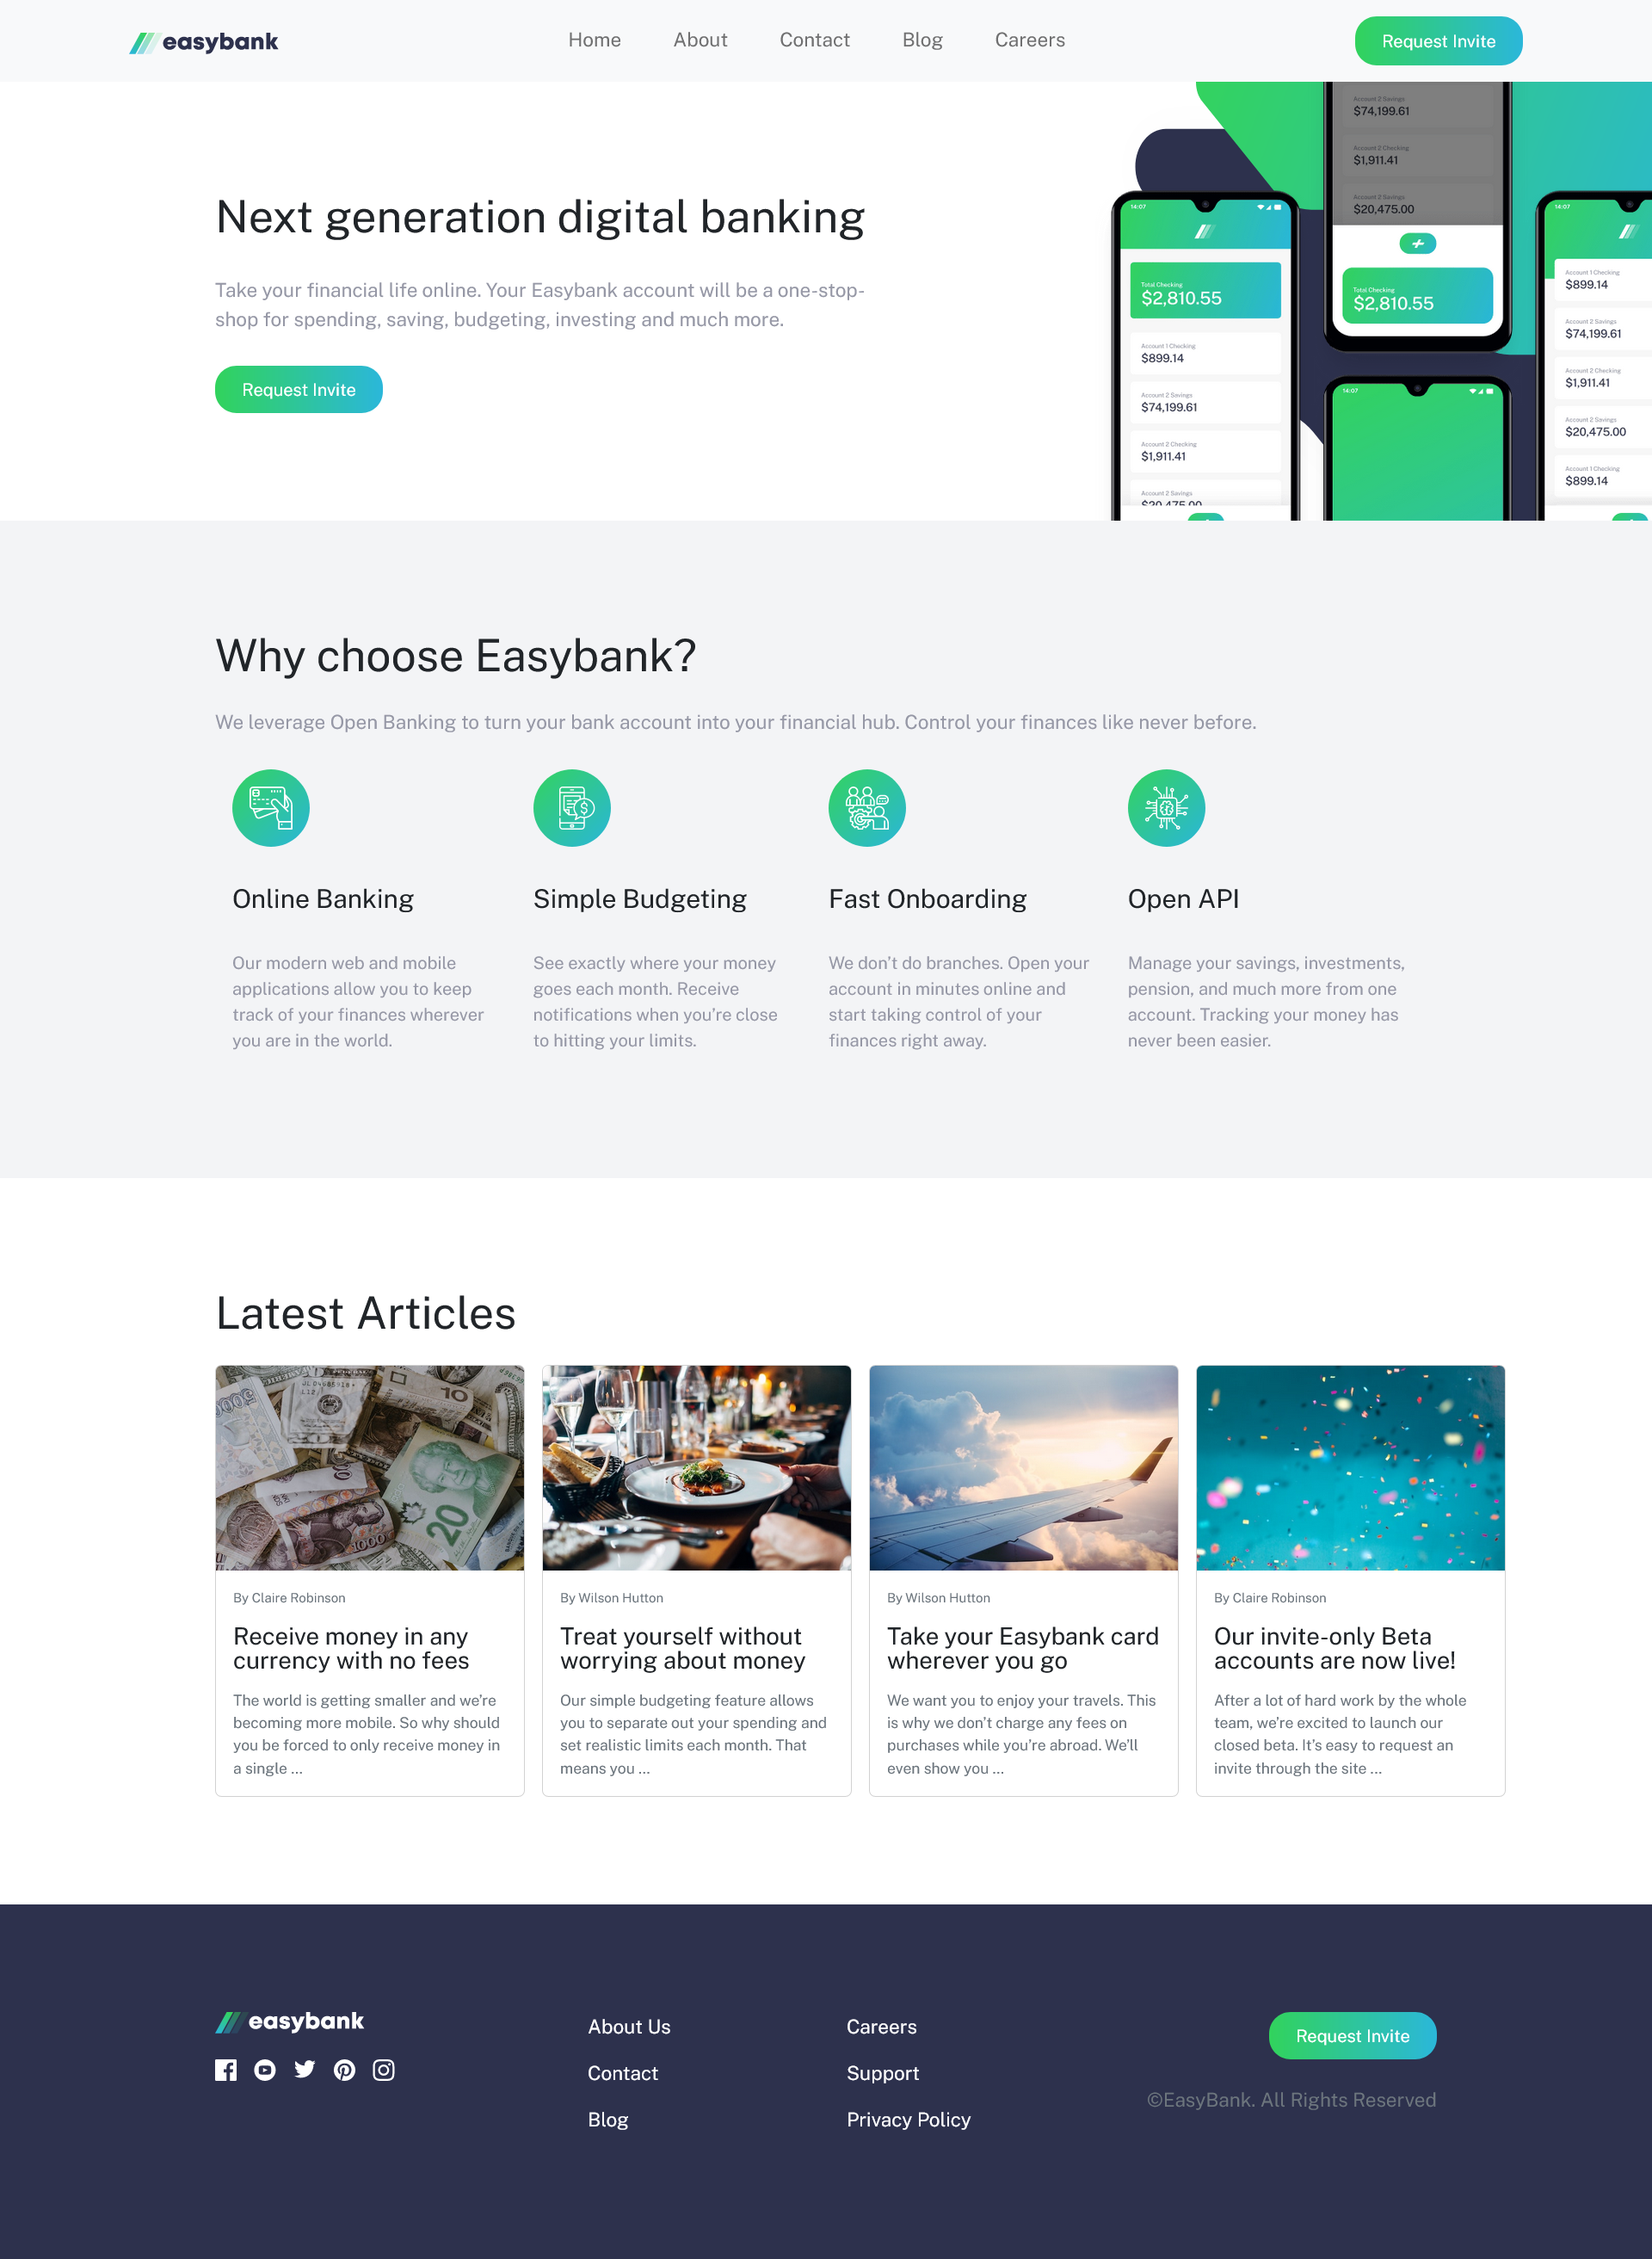 easybank
Home
About
Contact
Blog
Careers
Request Invite
Next generation digital banking
Take your financial life online. Your Easybank account will be a one-stop-
shop for spending, saving, budgeting, investing and much more.
Request Invite
14:07
Total Checking
$2,810.55
Account 1 Checking
$899.14
Account 2 Savings
$74,199.61
Account 2 Checking
$1,911.41
Account 2 Savings
$20,475.00
Account 2 Savings
$74,199.61
Account 2 Checking
$1,911.41
Account 2 Savings
$20,475.00
Total Checking
$2,810.55
14:07
14:07
Account 1 Checking
$899.14
Account 2 Savings
$74,199.61
Account 2 Checking
$1,911.41
Account 2 Savings
$20,475.00
Account 1 Checking
$899.14
Why choose Easybank?
We leverage Open Banking to turn your bank account into your financial hub. Control your finances like never before.
Online Banking
Our modern web and mobile
applications allow you to keep
track of your finances wherever
you are in the world.
Simple Budgeting
See exactly where your money
goes each month. Receive
notifications when you're close
to hitting your limits.
Fast Onboarding
We don't do branches. Open your
account in minutes online and
start taking control of your
finances right away.
Open API
Manage your savings, investments,
pension, and much more from one
account. Tracking your money has
never been easier.
Latest Articles
10
20
1000
By Claire Robinson
Receive money in any
currency with no fees
The world is getting smaller and we're
becoming more mobile. So why should
you be forced to only receive money in
a single ...
By Wilson Hutton
Treat yourself without
worrying about money
Our simple budgeting feature allows
you to separate out your spending and
set realistic limits each month. That
means you ...
By Wilson Hutton
Take your Easybank card
wherever you go
We want you to enjoy your travels. This
is why we don't charge any fees on
purchases while you're abroad. We'll
even show you ...
By Claire Robinson
Our invite-only Beta
accounts are now live!
After a lot of hard work by the whole
team, we're excited to launch our
closed beta. It's easy to request an
invite through the site ...
easybank
About Us
Contact
Blog
Careers
Support
Privacy Policy
Request Invite
©EasyBank. All Rights Reserved